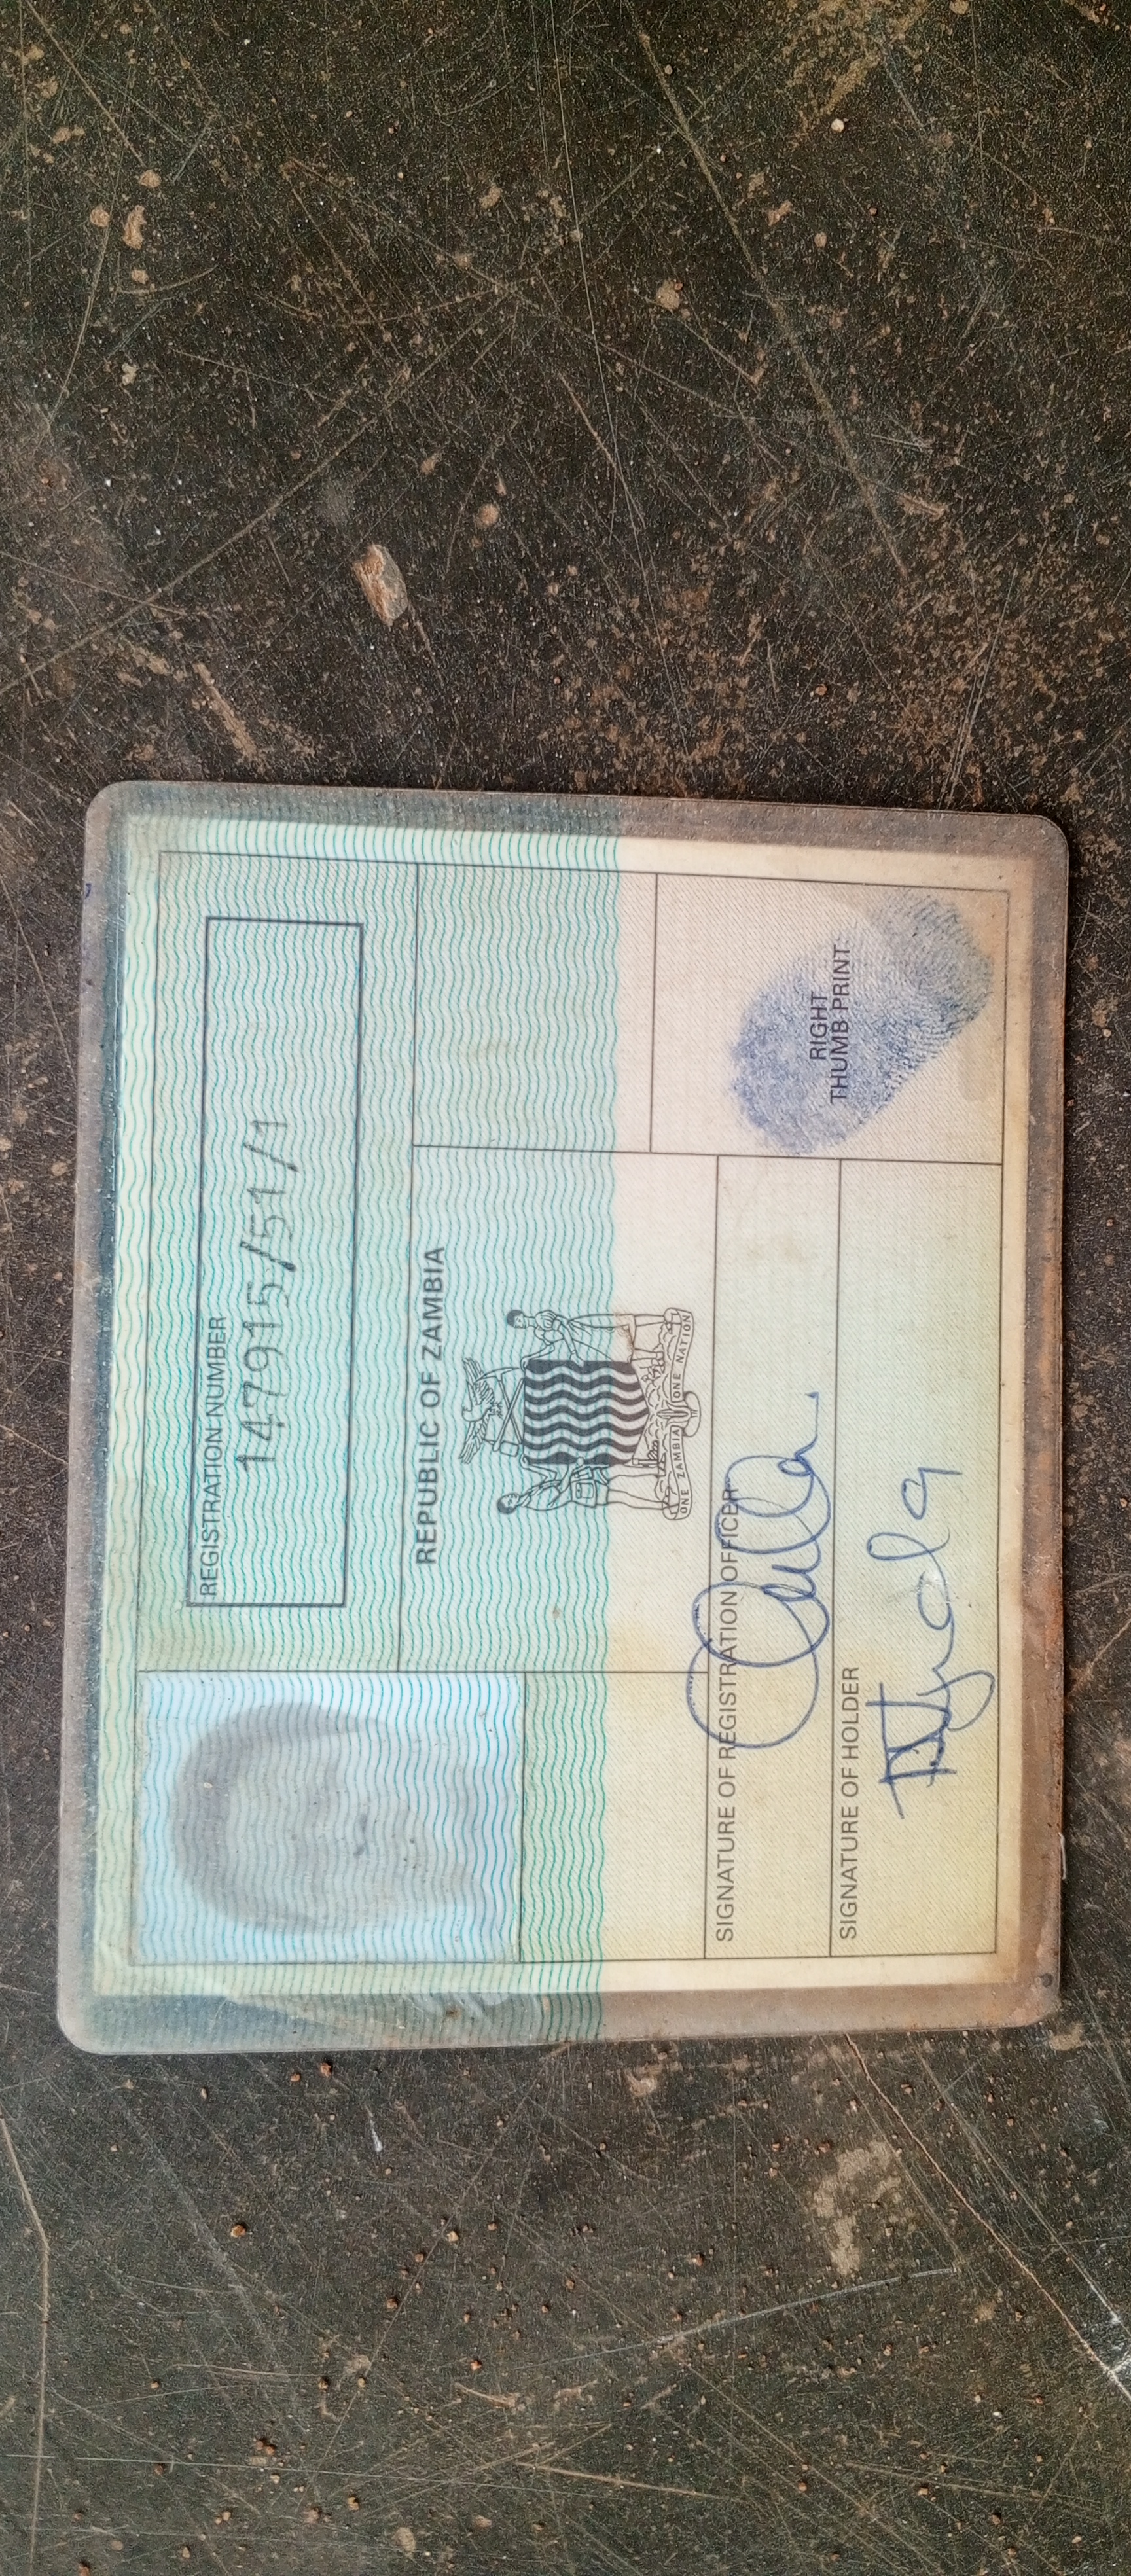 REGISTRATION NUMBER
147915/51/1
REPUBLIC OF ZAMBIA
ONE ZAMBIA ONE NATION
SIGNATURE OF REGISTRATION OFFICER
SIGNATURE OF HOLDER
RIGHT
THUMB PRINT